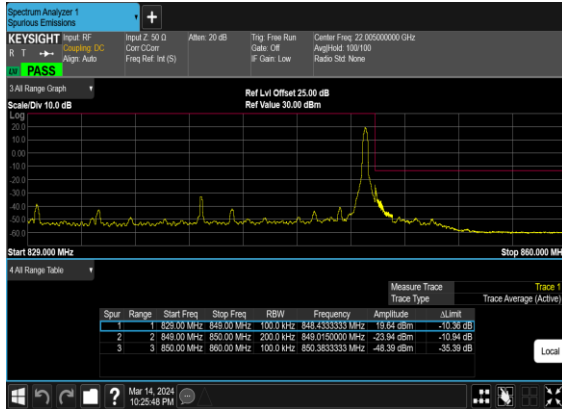 Spectrum Analyzer 1
Spurious Emissions
+
KEYSIGHT Input: RF Input Z: 50 Ω Atten: 20 dB Trig: Free Run Center Freq: 22.005000000 GHz
R T Coupling: DC Corr CCorr Gate: Off Avg|Hold: 100/100
Align: Auto Freq Ref: Int (S) IF Gain: Low Radio Std: None
PASS
3 All Range Graph
Ref Lvl Offset 25.00 dB
Scale/Div 10.0 dB Ref Value 30.00 dBm
Log
20.0
10.0
0.00
-10.0
-20.0
-30.0
-40.0
-50.0
-60.0
Start 829.000 MHz Stop 860.000 MH
4 All Range Table
Measure Trace Trace 1
Trace Type Trace Average (Active)
Spur Range Start Freq Stop Freq RBW Frequency Amplitude ΔLimit
1 1 829.00 MHz 849.00 MHz 100.0 kHz 848.4333333 MHz 19.64 dBm -10.36 dB
2 2 849.00 MHz 850.00 MHz 200.0 kHz 849.0150000 MHz -23.94 dBm -10.94 dB
3 3 850.00 MHz 860.00 MHz 100.0 kHz 850.3833333 MHz -48.39 dBm -35.39 dB
Local
? Mar 14, 2024
10:25:48 PM